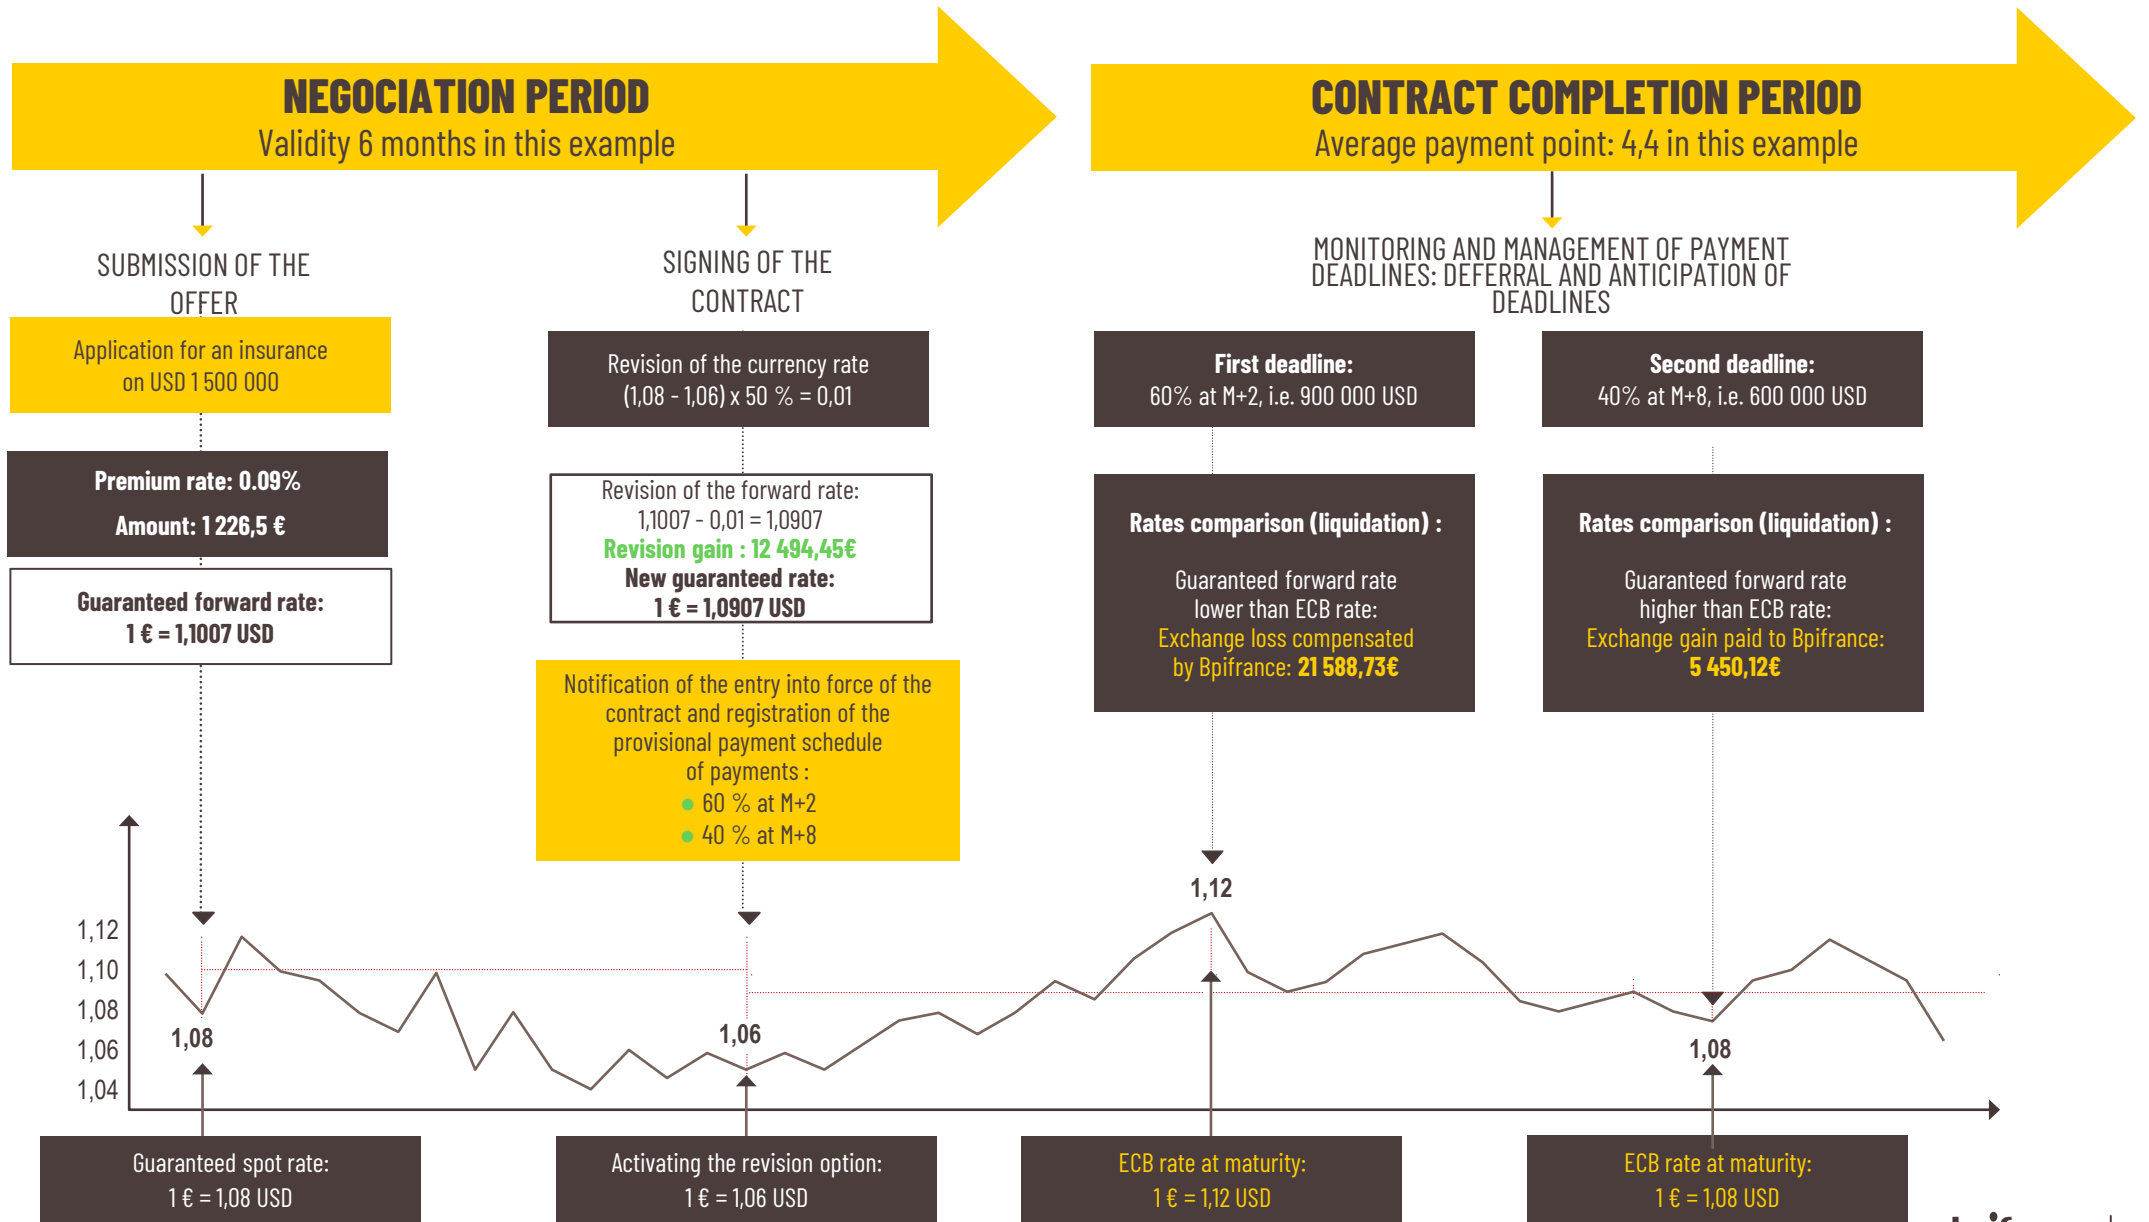 NEGOCIATION PERIOD
Validity 6 months in this example
CONTRACT COMPLETION PERIOD
Average payment point: 4,4 in this example
SUBMISSION OF THE
OFFER
Application for an insurance
on USD 1 500 000
Premium rate: 0.09%
Amount: 1 226,5 €
Guaranteed forward rate:
1 € = 1,1007 USD
SIGNING OF THE
CONTRACT
Revision of the currency rate
(1,08 - 1,06) x 50 % = 0,01
Revision of the forward rate:
1,1007 - 0,01 = 1,0907
Revision gain : 12 494,45€
New guaranteed rate:
1 € = 1,0907 USD
Notification of the entry into force of the
contract and registration of the
provisional payment schedule
of payments :
● 60 % at M+2
● 40 % at M+8
MONITORING AND MANAGEMENT OF PAYMENT
DEADLINES: DEFERRAL AND ANTICIPATION OF
DEADLINES
First deadline:
60% at M+2, i.e. 900 000 USD
Rates comparison (liquidation) :
Guaranteed forward rate
lower than ECB rate:
Exchange loss compensated
by Bpifrance: 21 588,73€
Second deadline:
40% at M+8, i.e. 600 000 USD
Rates comparison (liquidation) :
Guaranteed forward rate
higher than ECB rate:
Exchange gain paid to Bpifrance:
5 450,12€
1,12
1,10
1,08
1,06
1,04
1,08
1,06
1,12
1,08
Guaranteed spot rate:
1 € = 1,08 USD
Activating the revision option:
1 € = 1,06 USD
ECB rate at maturity:
1 € = 1,12 USD
ECB rate at maturity:
1 € = 1,08 USD